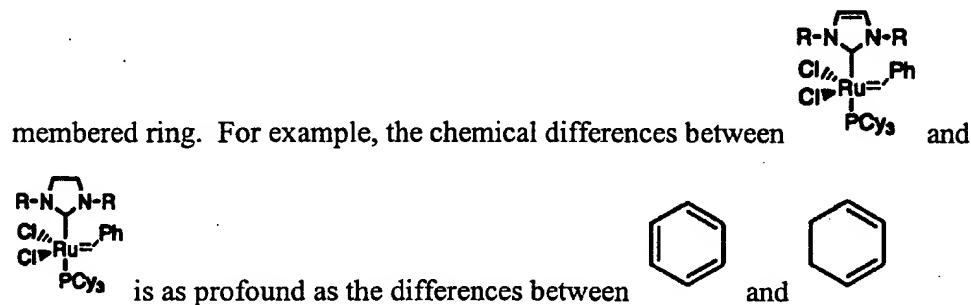 R-N N-R
Cl Ph
Cl Ru
PCy3
membered ring. For example, the chemical differences between and
R-N N-R
Cl Ph
Cl Ru
PCy3
is as profound as the differences between and